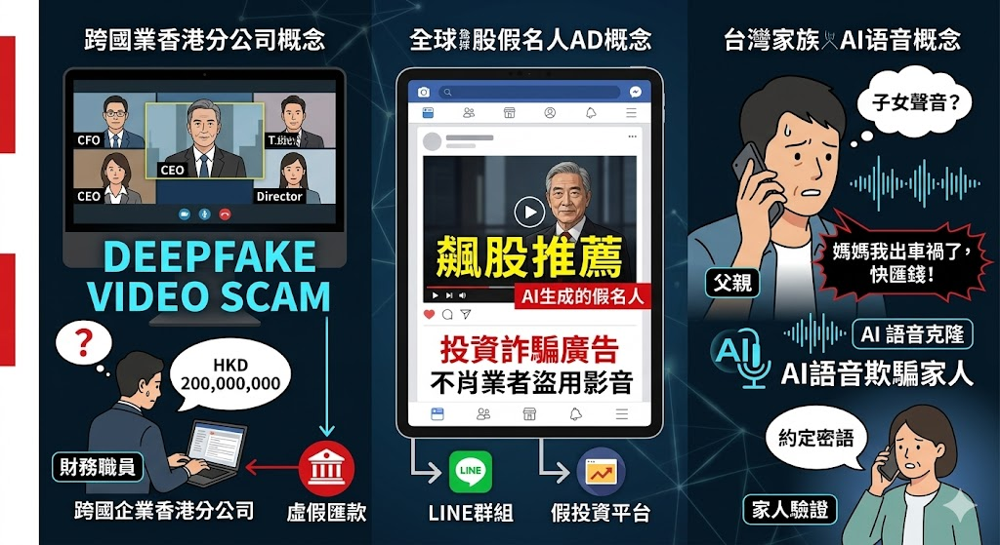 跨國業香港分公司概念
CFO
CEO
CEO
Director
DEEPFAKE
VIDEO SCAM
?
HKD
200,000,000
財務職員
跨國企業香港分公司
虛假匯款
全球 股假名人AD概念
飆股推薦
AI生成的假名人
投資詐騙廣告
不肖業者盜用影音
LINE
LINE群組
假投資平台
台灣家族 AI语音概念
子女聲音?
媽媽我出車禍了,
快匯錢!
父親
AI
AI 語音克隆
AI語音欺騙家人
約定密語
家人驗證